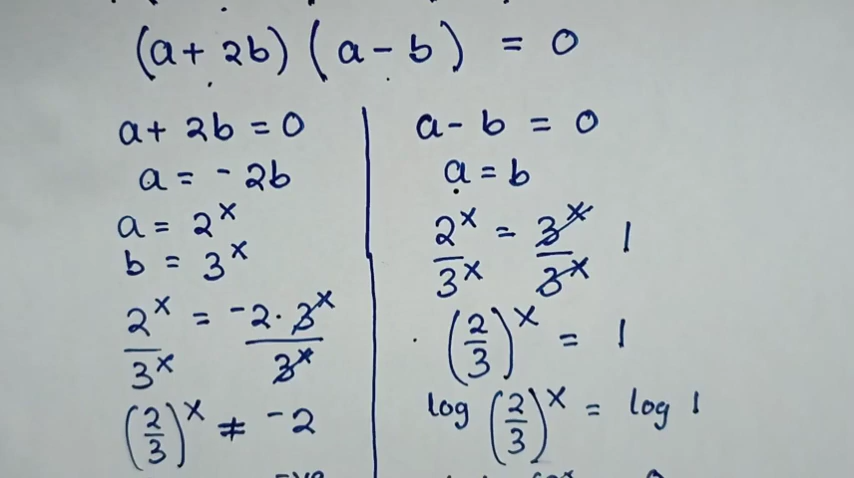 (a + 2b) (a - b) = 0
a + 2b = 0
a = -2b
a = 2^x
b = 3^x
2^x/3^x = -2 · 3^x/3^x
(2/3)^x ≠ -2
a - b = 0
a = b
2^x/3^x = 3^x/3^x 1
(2/3)^x = 1
log (2/3)^x = log 1